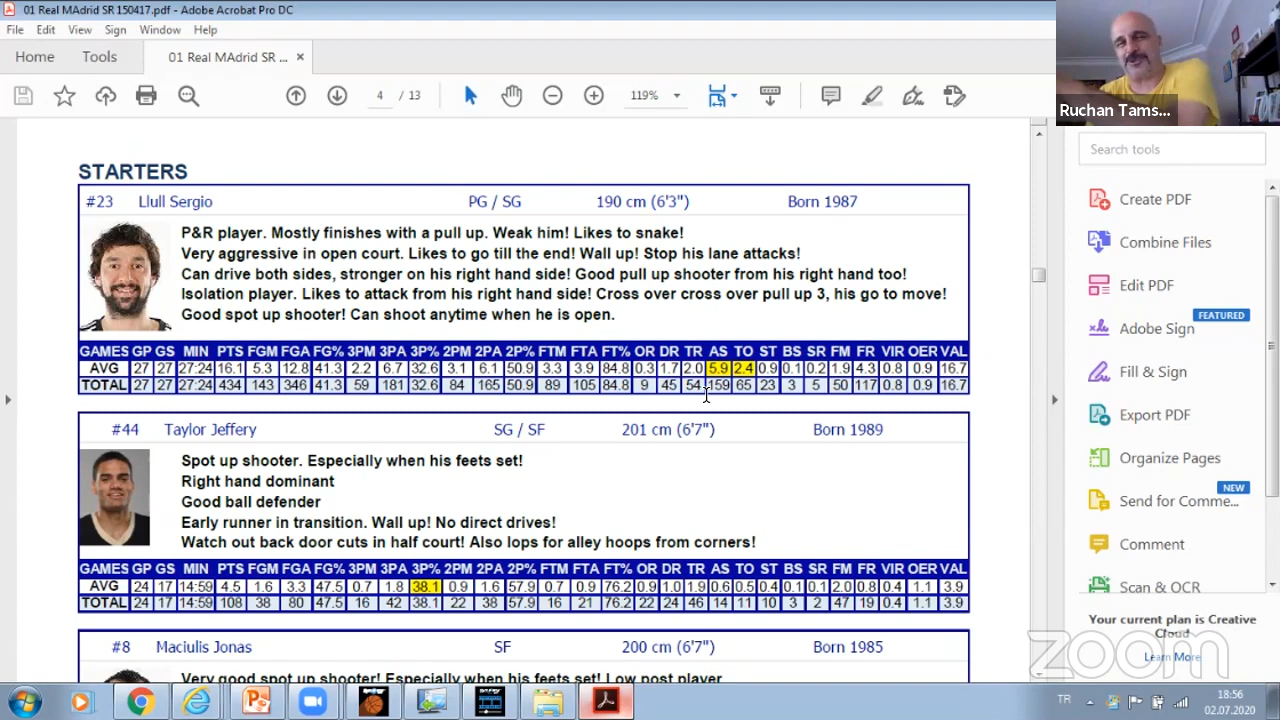 01 Real MAdrid SR 150417.pdf - Adobe Acrobat Pro DC
File Edit View Sign Window Help
Home Tools 01 Real MAdrid SR ... ×
4 / 13 119%
Ruchan Tams...
Search tools
Create PDF
Combine Files
Edit PDF
FEATURED
Adobe Sign
Fill & Sign
Export PDF
Organize Pages
NEW
Send for Comme...
Comment
Scan & OCR
Your current plan is Creative
Cloud
Learn More
STARTERS
#23 Llull Sergio PG / SG 190 cm (6'3") Born 1987
P&R player. Mostly finishes with a pull up. Weak him! Likes to snake!
Very aggressive in open court. Likes to go till the end! Wall up! Stop his lane attacks!
Can drive both sides, stronger on his right hand side! Good pull up shooter from his right hand too!
Isolation player. Likes to attack from his right hand side! Cross over cross over pull up 3, his go to move!
Good spot up shooter! Can shoot anytime when he is open.
GAMES GP GS MIN PTS FGM FGA FG% 3PM 3PA 3P% 2PM 2PA 2P% FTM FTA FT% OR DR TR AS TO ST BS SR FM FR VIR OER VAL
AVG 27 27 27:24 16.1 5.3 12.8 41.3 2.2 6.7 32.6 3.1 6.1 50.9 3.3 3.9 84.8 0.3 1.7 2.0 5.9 2.4 0.9 0.1 0.2 1.9 4.3 0.8 0.9 16.7
TOTAL 27 27 27:24 434 143 346 41.3 59 181 32.6 84 165 50.9 89 105 84.8 9 45 54 159 65 23 3 5 50 117 0.8 0.9 16.7
#44 Taylor Jeffery SG / SF 201 cm (6'7") Born 1989
Spot up shooter. Especially when his feets set!
Right hand dominant
Good ball defender
Early runner in transition. Wall up! No direct drives!
Watch out back door cuts in half court! Also lops for alley hoops from corners!
GAMES GP GS MIN PTS FGM FGA FG% 3PM 3PA 3P% 2PM 2PA 2P% FTM FTA FT% OR DR TR AS TO ST BS SR FM FR VIR OER VAL
AVG 24 17 14:59 4.5 1.6 3.3 47.5 0.7 1.8 38.1 0.9 1.6 57.9 0.7 0.9 76.2 0.9 1.0 1.9 0.6 0.5 0.4 0.1 0.1 2.0 0.8 0.4 1.1 3.9
TOTAL 24 17 14:59 108 38 80 47.5 16 42 38.1 22 38 57.9 16 21 76.2 22 24 46 14 11 10 3 2 47 19 0.4 1.1 3.9
#8 Maciulis Jonas SF 200 cm (6'7") Born 1985
Very good spot up shooter! Especially when his feets set! Low post player
zoom
TR 18:56
02.07.2020